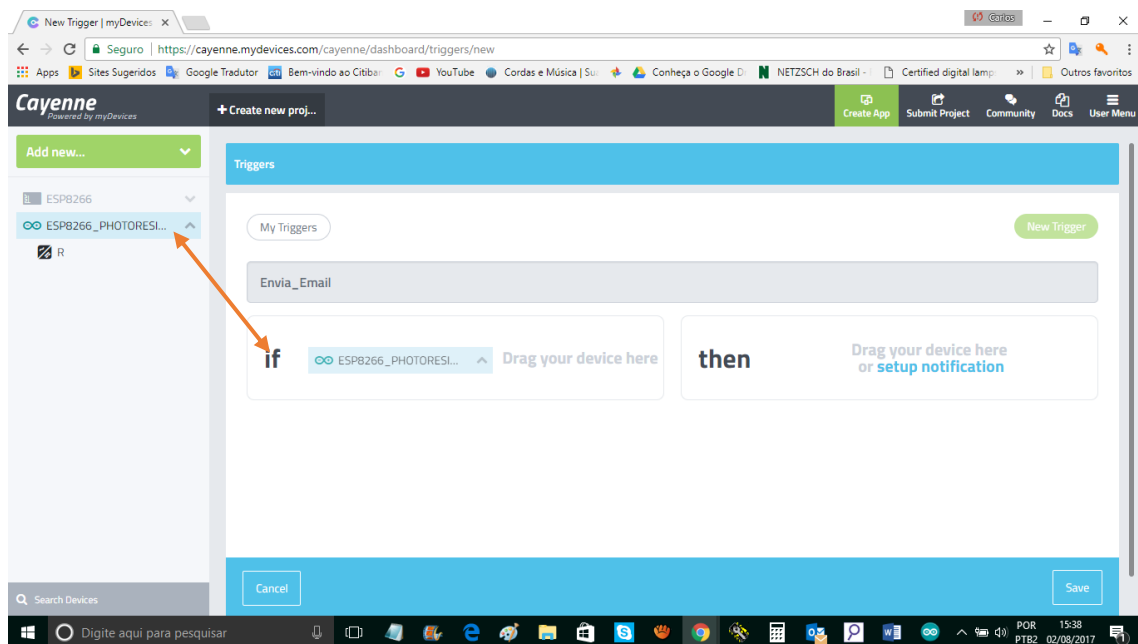 New Trigger | myDevices
Carlos
Seguro | https://cayenne.mydevices.com/cayenne/dashboard/triggers/new
Apps Sites Sugeridos Google Tradutor Bem-vindo ao Citibar YouTube Cordas e Música | Su Conheça o Google D NETZSCH do Brasil - Certified digital lamp » Outros favoritos
Cayenne
Powered by myDevices
+ Create new proj...
Create App Submit Project Community Docs User Menu
Add new...
Triggers
ESP8266
ESP8266_PHOTORESI...
R
My Triggers
New Trigger
Envia_Email
if ESP8266_PHOTORESI... Drag your device here
then Drag your device here
or setup notification
Cancel
Save
Search Devices
Digite aqui para pesquisar
POR 15:38
PTB2 02/08/2017